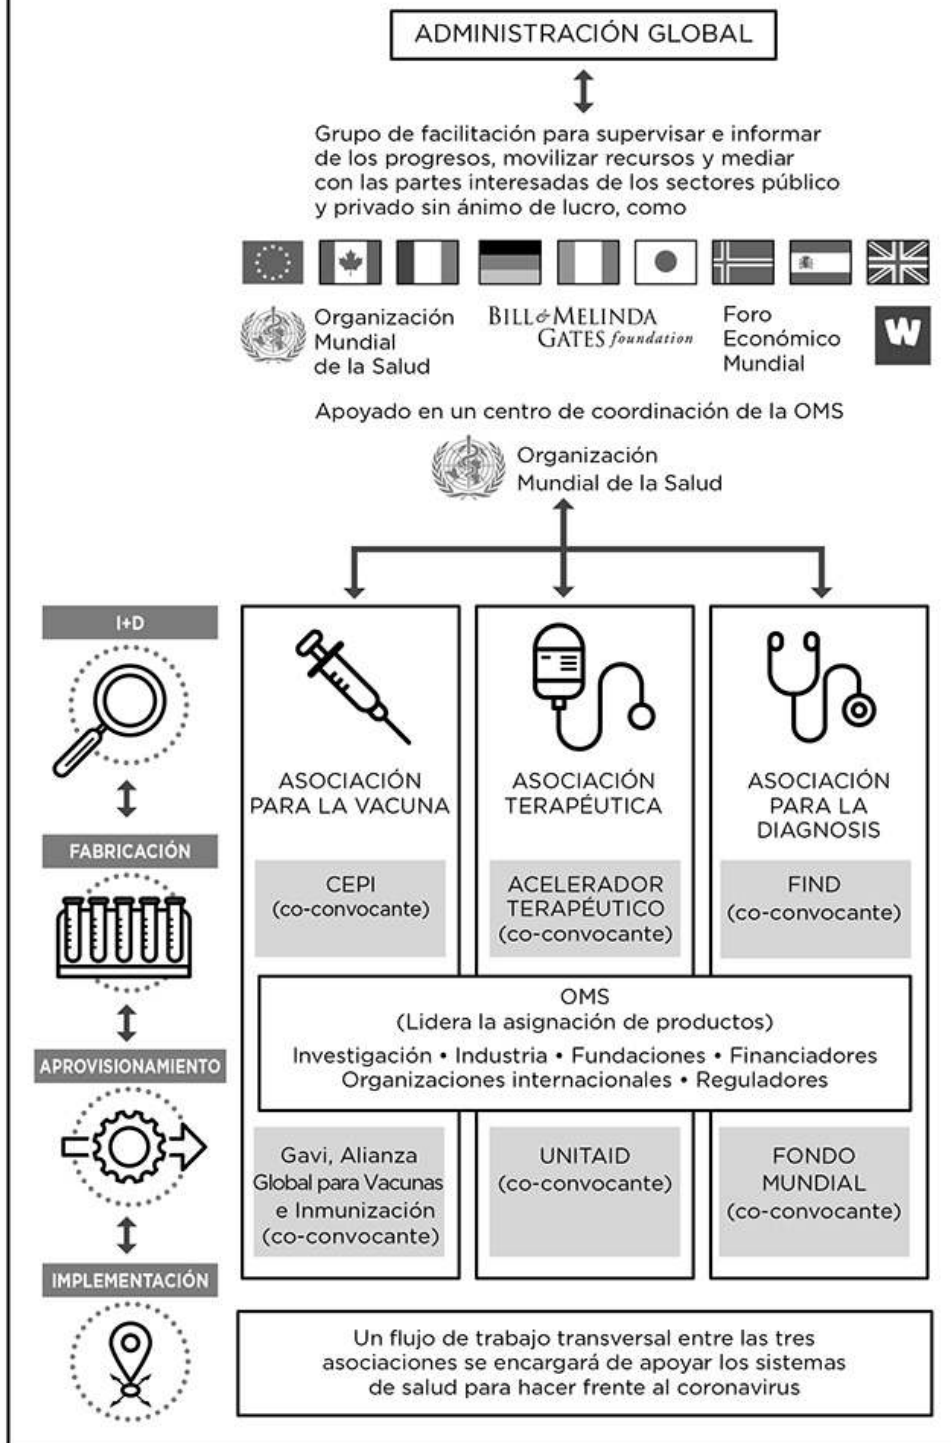 ADMINISTRACIÓN GLOBAL
Grupo de facilitación para supervisar e informar
de los progresos, movilizar recursos y mediar
con las partes interesadas de los sectores público
y privado sin ánimo de lucro, como
Organización
Mundial
de la Salud
BILL & MELINDA
GATES foundation
Foro
Económico
Mundial
W
Apoyado en un centro de coordinación de la OMS
Organización
Mundial de la Salud
I+D
FABRICACIÓN
APROVISIONAMIENTO
IMPLEMENTACIÓN
ASOCIACIÓN
PARA LA VACUNA
ASOCIACIÓN
TERAPÉUTICA
ASOCIACIÓN
PARA LA
DIAGNOSIS
CEPI
(co-convocante)
ACELERADOR
TERAPÉUTICO
(co-convocante)
FIND
(co-convocante)
OMS
(Lidera la asignación de productos)
Investigación • Industria • Fundaciones • Financiadores
Organizaciones internacionales • Reguladores
Gavi, Alianza
Global para Vacunas
e Inmunización
(co-convocante)
UNITAID
(co-convocante)
FONDO
MUNDIAL
(co-convocante)
Un flujo de trabajo transversal entre las tres
asociaciones se encargará de apoyar los sistemas
de salud para hacer frente al coronavirus